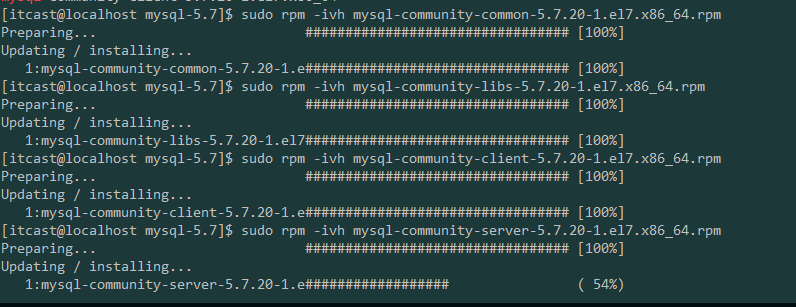 [itcast@localhost mysql-5.7]$ sudo rpm -ivh mysql-community-common-5.7.20-1.el7.x86_64.rpm
Preparing...                          ################################# [100%]
Updating / installing...
   1:mysql-community-common-5.7.20-1.e################################# [100%]
[itcast@localhost mysql-5.7]$ sudo rpm -ivh mysql-community-libs-5.7.20-1.el7.x86_64.rpm
Preparing...                          ################################# [100%]
Updating / installing...
   1:mysql-community-libs-5.7.20-1.el7################################# [100%]
[itcast@localhost mysql-5.7]$ sudo rpm -ivh mysql-community-client-5.7.20-1.el7.x86_64.rpm
Preparing...                          ################################# [100%]
Updating / installing...
   1:mysql-community-client-5.7.20-1.e################################# [100%]
[itcast@localhost mysql-5.7]$ sudo rpm -ivh mysql-community-server-5.7.20-1.el7.x86_64.rpm
Preparing...                          ################################# [100%]
Updating / installing...
   1:mysql-community-server-5.7.20-1.e##################                ( 54%)